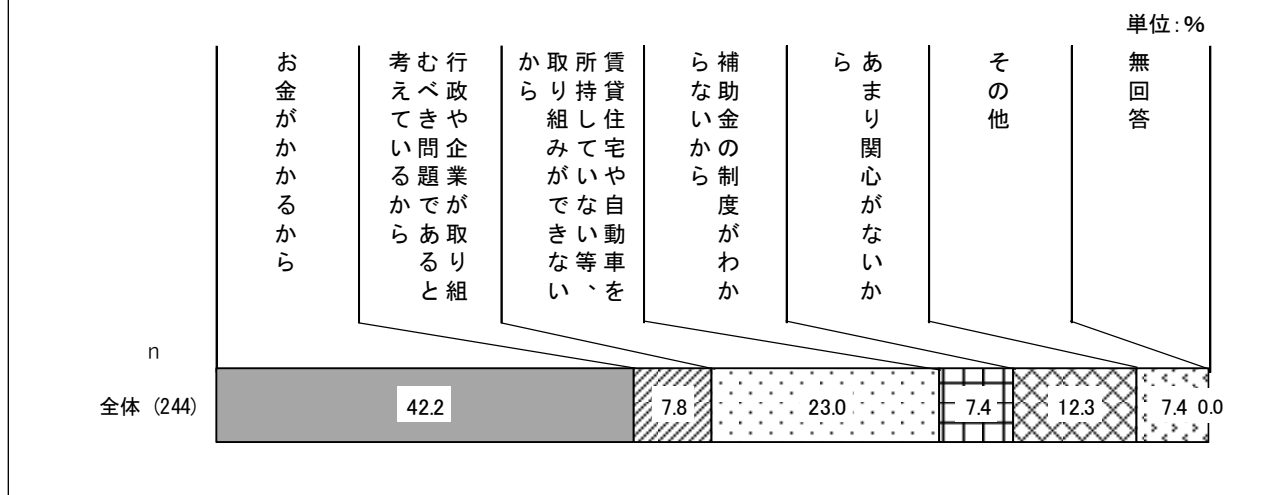 単位:%
お金がかかるから
行政や企業が取り組
むべき問題であると
考えているから
賃貸住宅や自動車を
所持していない等、
取り組みができない
から
補助金の制度がわか
らないから
あまり関心がないか
ら
その他
無回答
n
全体 (244)
42.2
7.8
23.0
7.4
12.3
7.4
0.0